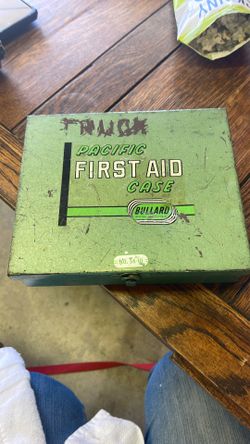 TRUCK
PACIFIC
FIRST AID
CASE
BULLARD